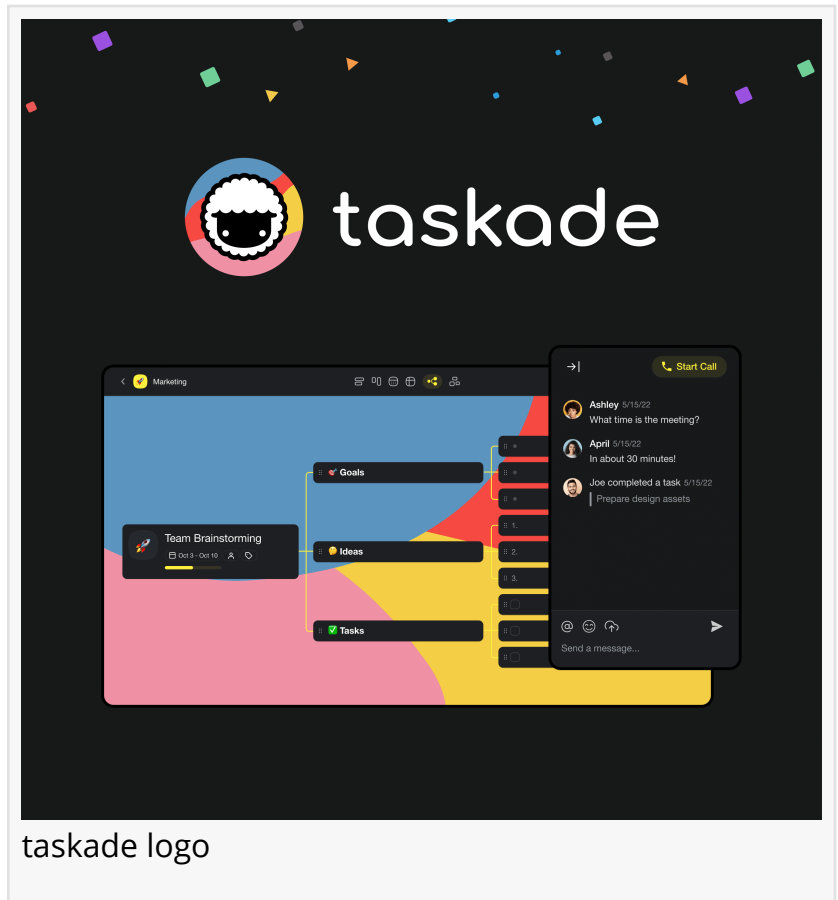 taskade
Marketing
Start Call
Ashley 5/15/22
What time is the meeting?
April 5/15/22
In about 30 minutes!
Joe completed a task 5/15/22
Prepare design assets
Goals
Team Brainstorming
Oct 3 - Oct 10
Ideas
1.
2.
3.
Tasks
Send a message...
taskade logo